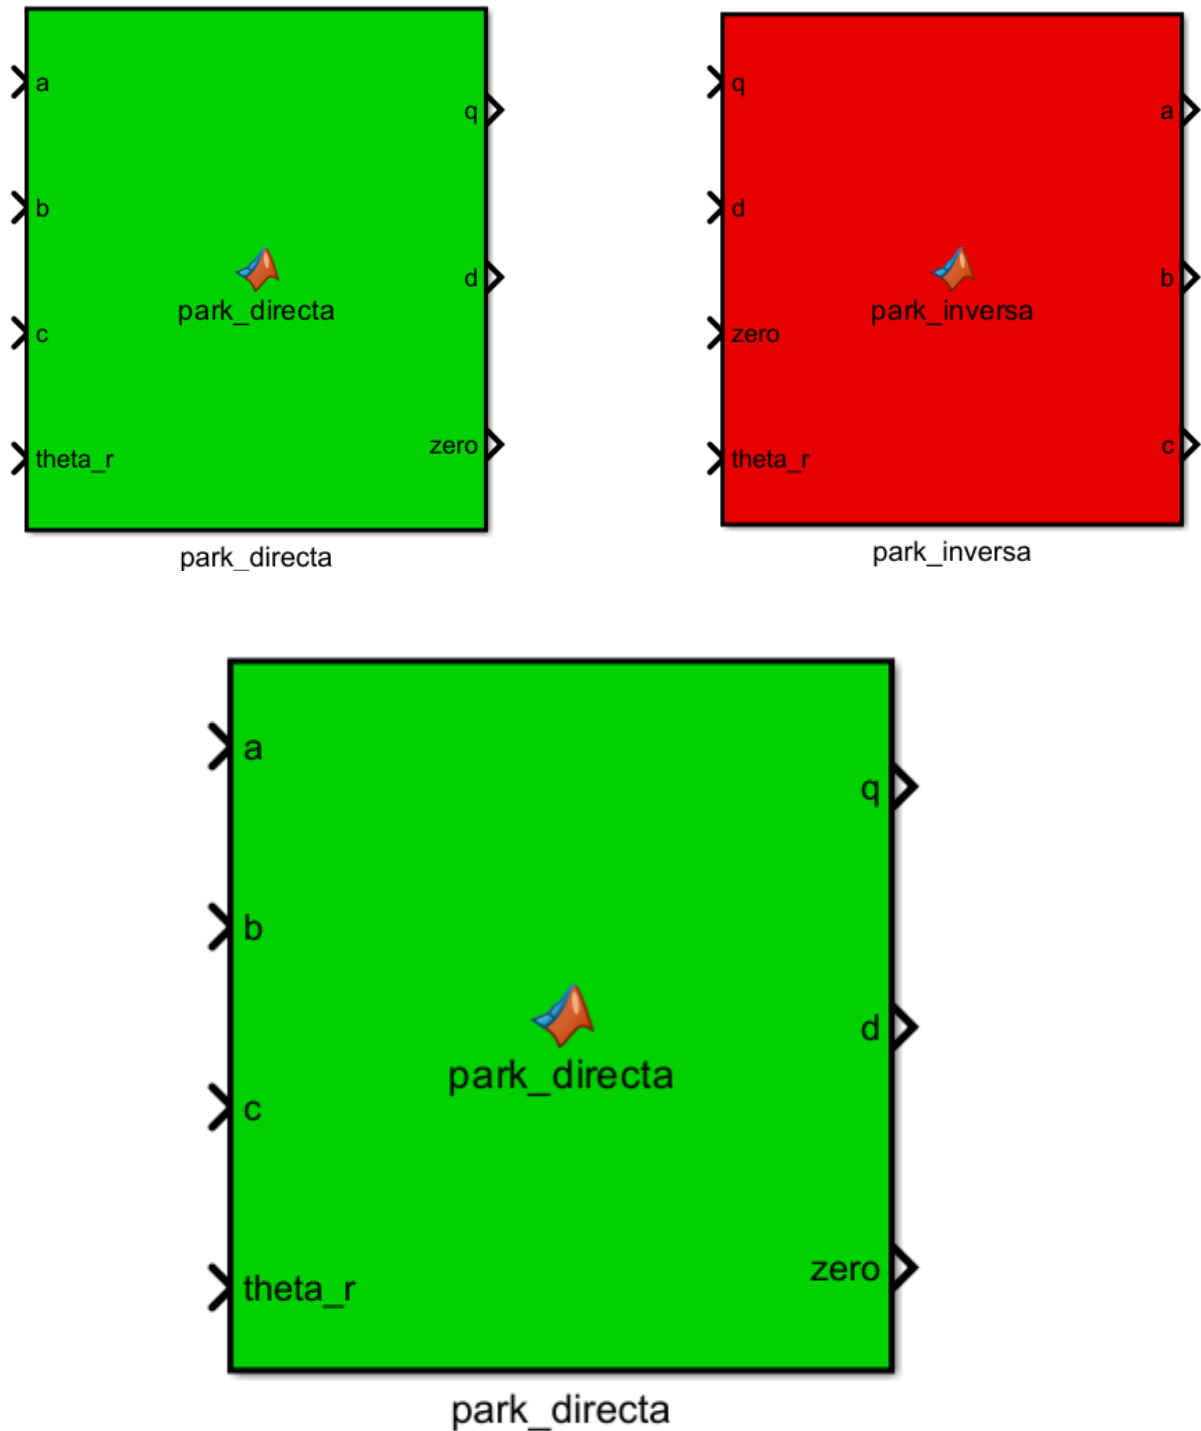 a
q
b
d
c
zero
theta_r
park_directa
park_directa
q
a
d
b
zero
c
theta_r
park_inversa
park_inversa
a
q
b
d
c
zero
theta_r
park_directa
park_directa